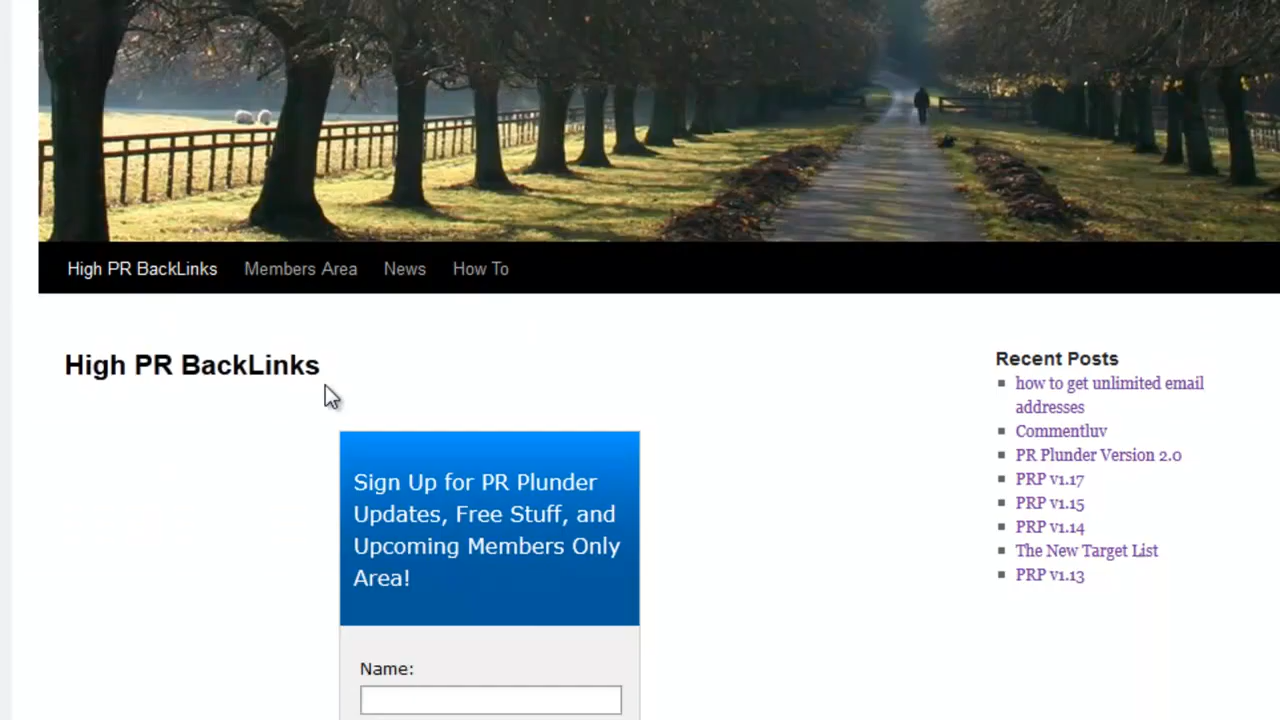 High PR BackLinks Members Area News How To
High PR BackLinks
Sign Up for PR Plunder
Updates, Free Stuff, and
Upcoming Members Only
Area!
Name:
Recent Posts
how to get unlimited email
addresses
Commentluv
PR Plunder Version 2.0
PRP v1.17
PRP v1.15
PRP v1.14
The New Target List
PRP v1.13